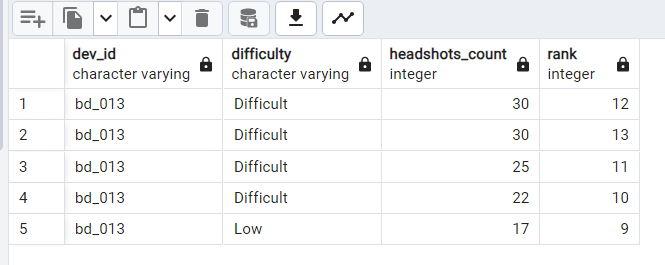 dev_id difficulty headshots_count rank
character varying character varying integer integer
1 bd_013 Difficult 30 12
2 bd_013 Difficult 30 13
3 bd_013 Difficult 25 11
4 bd_013 Difficult 22 10
5 bd_013 Low 17 9